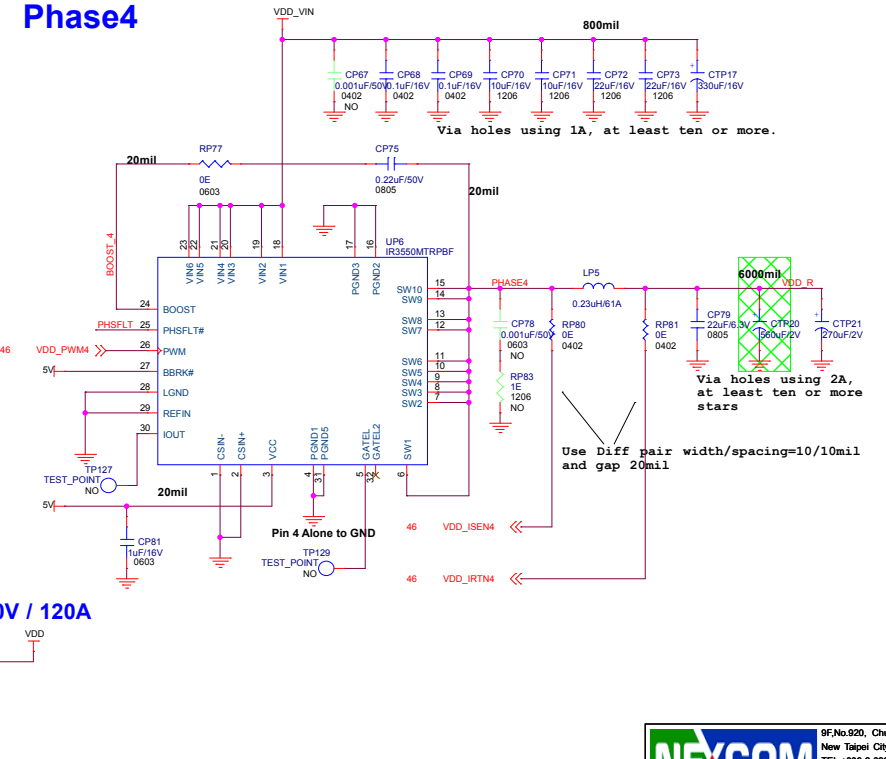 Phase4
VDD_VIN
800mil
CP67
0.001uF/50V
0402
NO
CP68
0.1uF/16V
0402
CP69
0.1uF/16V
0402
CP70
10uF/16V
1206
CP71
10uF/16V
1206
CP72
22uF/16V
1206
CP73
22uF/16V
1206
+
CTP17
330uF/16V
Via holes using 1A, at least ten or more.
20mil
RP77
0E
0603
CP75
0.22uF/50V
0805
20mil
BOOST_4
23
22
21
20
19
18
17
16
UP6
IR3550MTRPBF
VIN6
VIN5
VIN4
VIN3
VIN2
VIN1
PGND3
PGND2
24
BOOST
PHSFLT
25
PHSFLT#
46
VDD_PWM4
26
PWM
5V
27
BBRK#
28
LGND
29
REFIN
30
IOUT
SW10
15
SW9
14
SW8
13
SW7
12
SW6
11
SW5
10
SW4
9
SW3
8
SW2
7
CSIN-
CSIN+
VCC
PGND1
PGND5
GATEL
GATEL2
SW1
1
2
3
4
31
5
32
6
PHASE4
LP5
0.23uH/61A
CP78
0.001uF/50V
0603
NO
RP83
1E
1206
NO
RP80
0E
0402
RP81
0E
0402
6000mil
VDD_R
CP79
22uF/6.3V
0805
+
CTP20
560uF/2V
+
CTP21
270uF/2V
Via holes using 2A,
at least ten or more
stars
Use Diff pair width/spacing=10/10mil
and gap 20mil
TP127
TEST_POINT
NO
20mil
5V
CP81
1uF/16V
0603
Pin 4 Alone to GND
TP129
TEST_POINT
NO
46
VDD_ISEN4
46
VDD_IRTN4
0V / 120A
VDD
NEXCOM
9F,No.920, Chu
New Taipei City